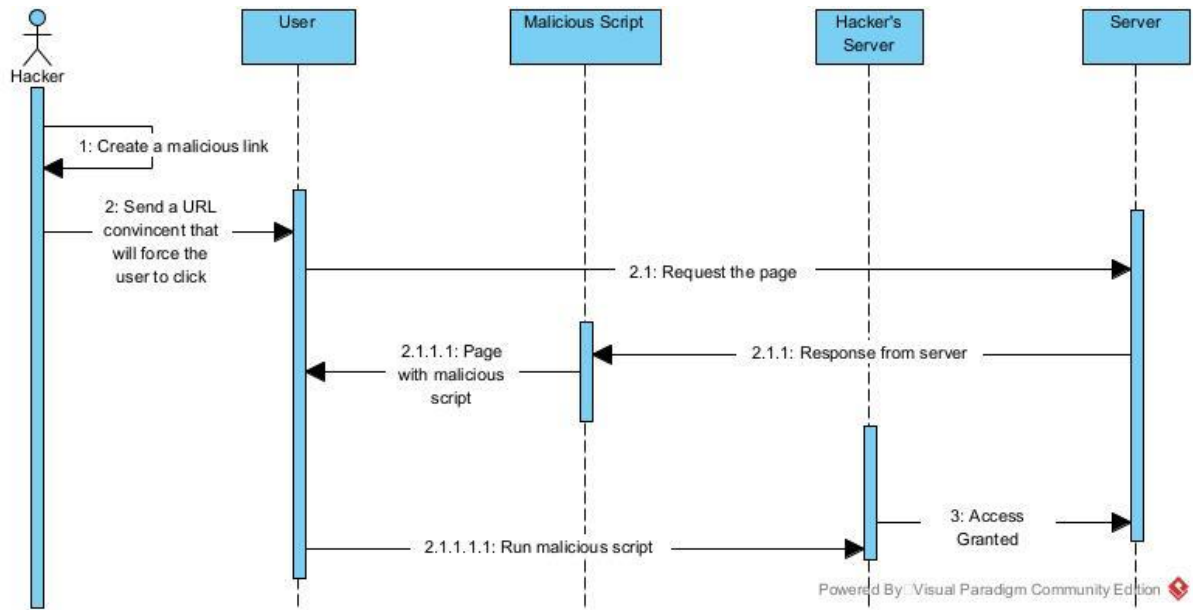 Hacker
User
Malicious Script
Hacker's
Server
Server
1: Create a malicious link
2: Send a URL
convincent that
will force the
user to click
2.1: Request the page
2.1.1: Response from server
2.1.1.1: Page
with malicious
script
3: Access
Granted
2.1.1.1.1: Run malicious script
Powered By Visual Paradigm Community Edition